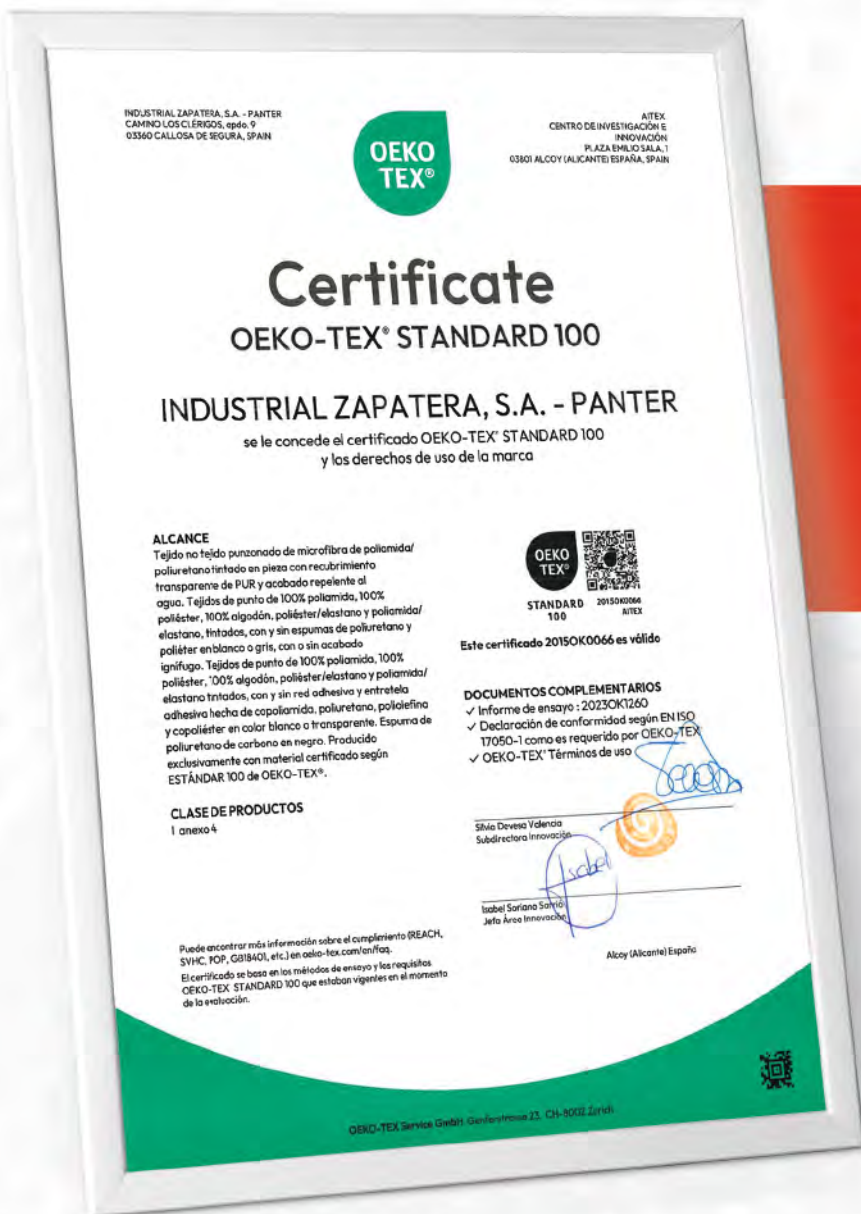 INDUSTRIAL ZAPATERA, S.A. - PANTER
CAMINO LOS CLÉRIGOS, apdo. 9
03360 CALLOSA DE SEGURA, SPAIN
OEKO
TEX®
AITEX
CENTRO DE INVESTIGACIÓN E
INNOVACIÓN
PLAZA EMILIO SALA, 1
03801 ALCOY (ALICANTE) ESPAÑA, SPAIN
Certificate
OEKO-TEX® STANDARD 100
INDUSTRIAL ZAPATERA, S.A. - PANTER
se le concede el certificado OEKO-TEX® STANDARD 100
y los derechos de uso de la marca
ALCANCE
Tejido no tejido punzonado de microfibra de poliamida/
poliuretano tintado en pieza con recubrimiento
transparente de PUR y acabado repelente al
agua. Tejidos de punto de 100% poliamida, 100%
poliéster, 100% algodón, poliéster/elastano y poliamida/
elastano, tintados, con y sin espumas de poliuretano y
poliéter en blanco o gris, con o sin acabado
ignífugo. Tejidos de punto de 100% poliamida, 100%
poliéster, 100% algodón, poliéster/elastano y poliamida/
elastano tintados, con y sin red adhesiva y entretela
adhesiva hecha de copoliamida, poliuretano, poliolefina
y copoliéster en color blanco o transparente. Espuma de
poliuretano de carbono en negro. Producido
exclusivamente con material certificado según
ESTÁNDAR 100 de OEKO-TEX®.
CLASE DE PRODUCTOS
I anexo 4
OEKO
TEX®
STANDARD
100
2015OK0066
AITEX
Este certificado 2015OK0066 es válido
DOCUMENTOS COMPLEMENTARIOS
✓ Informe de ensayo : 2023OK1260
✓ Declaración de conformidad según EN ISO
17050-1 como es requerido por OEKO-TEX
✓ OEKO-TEX® Términos de uso
Silvia Devesa Valencia
Subdirectora Innovación
Isabel
Isabel Soriano Sarrió
Jefa Área Innovación
Alcoy (Alicante) España
Puede encontrar más información sobre el cumplimiento (REACH,
SVHC, POP, GB18401, etc.) en oeko-tex.com/en/faq.
El certificado se basa en los métodos de ensayo y los requisitos
OEKO-TEX STANDARD 100 que estaban vigentes en el momento
de la evaluación.
OEKO-TEX Service GmbH. Genferstrasse 23, CH-8002 Zurich